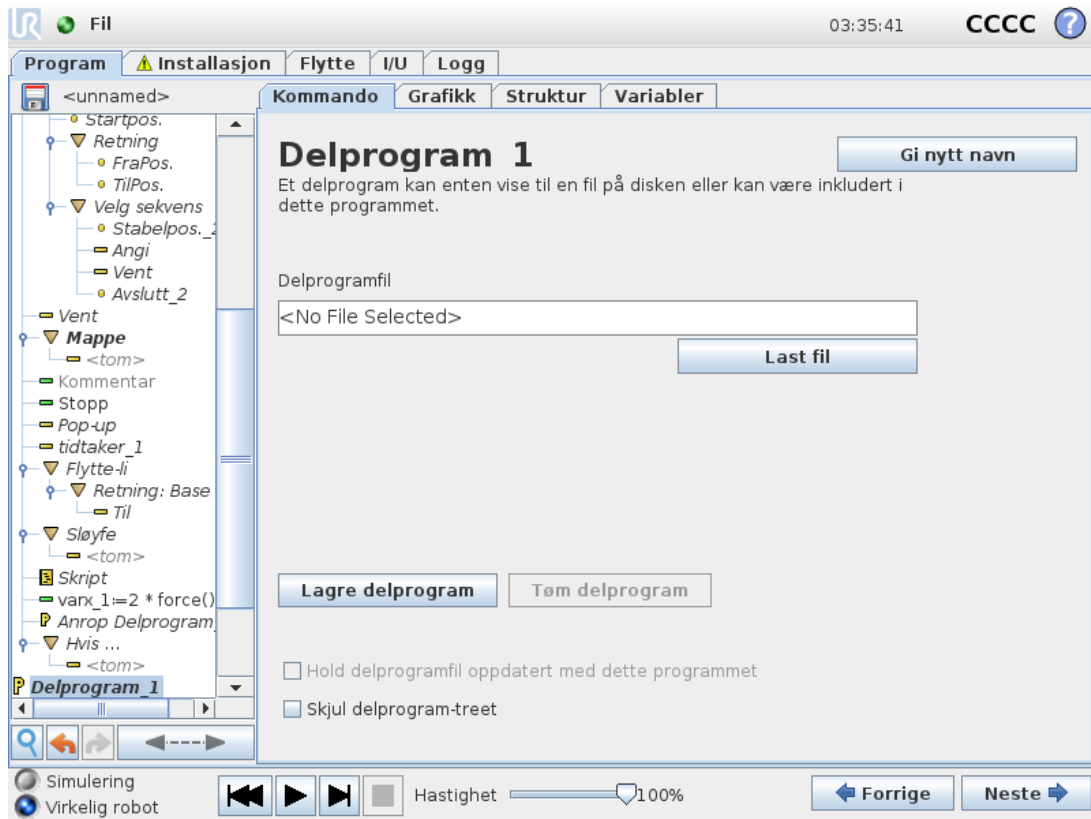 UR
Fil
03:35:41
CCCC
?
Program
Installasjon
Flytte
I/U
Logg
<unnamed>
Kommando
Grafikk
Struktur
Variabler
Startpos.
Retning
FraPos.
TilPos.
Velg sekvens
Stabelpos._2
Angi
Vent
Avslutt_2
Vent
Mappe
<tom>
Kommentar
Stopp
Pop-up
tidtaker_1
Flytte-li
Retning: Base
Til
Sløyfe
<tom>
Skript
varx_1:=2 * force()
Anrop Delprogram_
Hvis ...
<tom>
Delprogram_1
Delprogram 1
Gi nytt navn
Et delprogram kan enten vise til en fil på disken eller kan være inkludert i
dette programmet.
Delprogramfil
<No File Selected>
Last fil
Lagre delprogram
Tøm delprogram
Hold delprogramfil oppdatert med dette programmet
Skjul delprogram-treet
Simulering
Virkelig robot
Hastighet
100%
Forrige
Neste